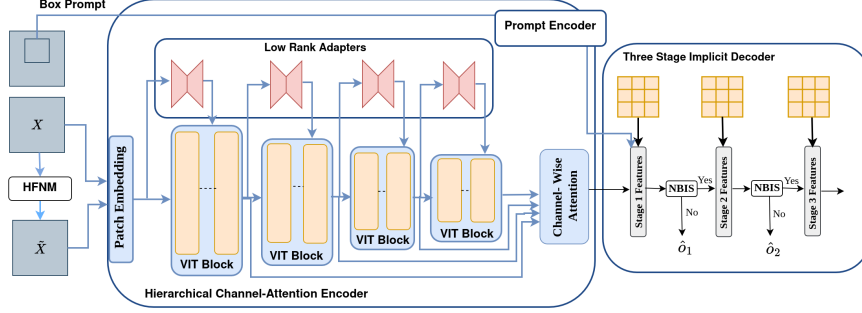 Box Prompt
Prompt Encoder
Low Rank Adapters
Three Stage Implicit Decoder
X
HFNM
X̃
Patch Embedding
VIT Block
VIT Block
VIT Block
VIT Block
Channel- Wise
Attention
Stage 1 Features
NBIS
Yes
No
ô1
Stage 2 Features
NBIS
Yes
No
ô2
Stage 3 Features
Hierarchical Channel-Attention Encoder